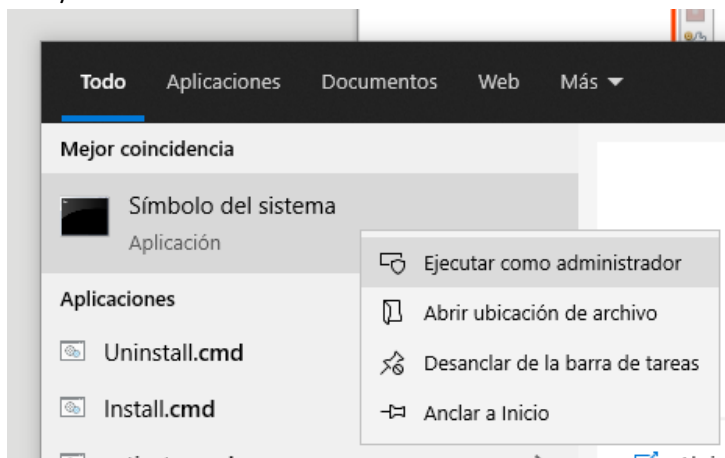 Todo Aplicaciones Documentos Web Más
Mejor coincidencia
Símbolo del sistema
Aplicación
Ejecutar como administrador
Abrir ubicación de archivo
Desanclar de la barra de tareas
Anclar a Inicio
Aplicaciones
Uninstall.cmd
Install.cmd